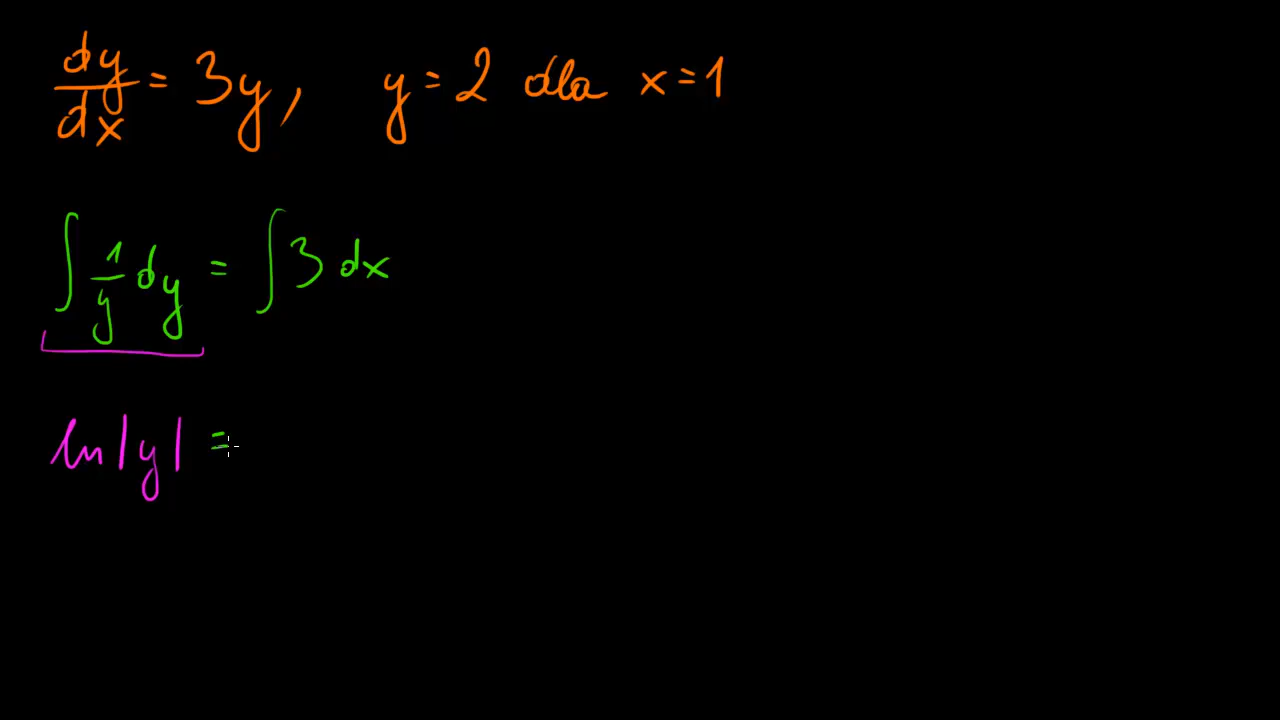 dy/dx = 3y, y = 2 dla x = 1
∫ 1/y dy = ∫ 3 dx
ln|y| =